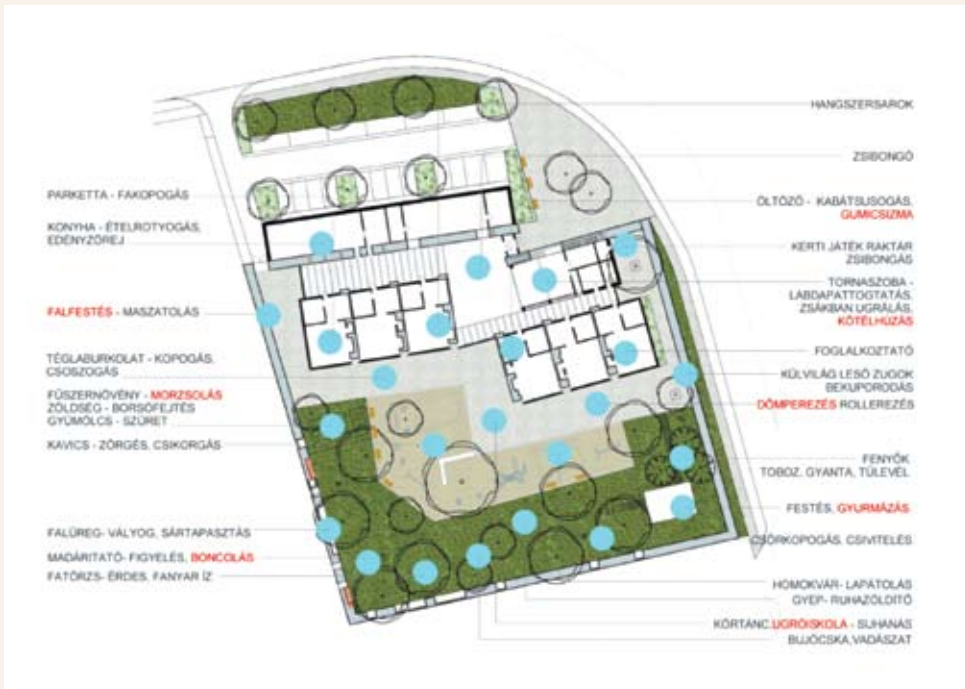 PARKETTA - FAKOPOGÁS
KONYHA - ÉTELROTYOGÁS,
EDÉNYZÖREJ
FALFESTÉS - MASZATOLÁS
TÉGLABURKOLAT - KOPOGÁS,
CSOSZOGÁS
FŰSZERNÖVÉNY - MORZSOLÁS
ZÖLDSÉG - BORSÓFEJTÉS
GYÜMÖLCS - SZÜRET
KAVICS - ZÖRGÉS, CSIKORGÁS
FALÜREG- VÁLYOG, SÁRTAPASZTÁS
MADÁRITATÓ- FIGYELÉS, BONCOLÁS
FATÖRZS- ÉRDES, FANYAR ÍZ
HANGSZERSAROK
ZSIBONGÓ
ÖLTÖZŐ - KABÁTSUSOGÁS,
GUMICSIZMA
KERTI JÁTÉK RAKTÁR
ZSIBONGÁS
TORNASZOBA -
LABDAPATTOGTATÁS,
ZSÁKBAN UGRÁLÁS,
KÖTÉLHÚZÁS
FOGLALKOZTATÓ
KÜLVILÁG LESŐ ZUGOK
BEKUPORODÁS
DÖMPEREZÉS ROLLEREZÉS
FENYŐK
TOBOZ, GYANTA, TŰLEVÉL
FESTÉS, GYURMÁZÁS
CSŐRKOPOGÁS, CSIVITELÉS
HOMOKVÁR- LAPÁTOLÁS
GYEP- RUHAZÖLDÍTŐ
KÖRTÁNC,UGRÓISKOLA - SUHANÁS
BÚJÓCSKA,VADÁSZAT